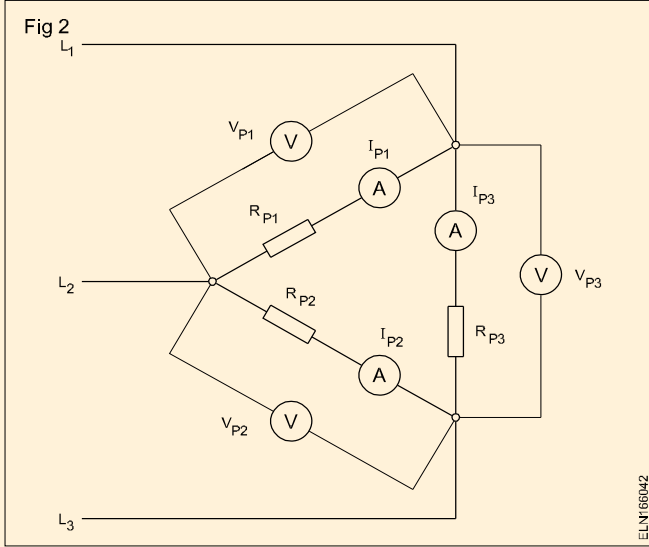 Fig 2
L1
VP1
V
IP1
A
IP3
A
RP1
V
VP3
L2
RP2
RP3
IP2
A
VP2
V
L3
ELN166042